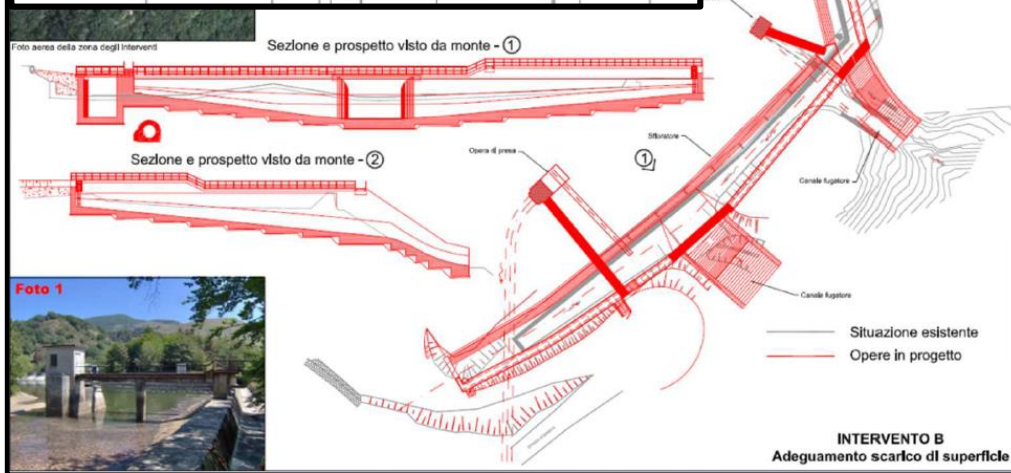 Foto aerea della zona degli interventi
Sezione e prospetto visto da monte - ①
Sezione e prospetto visto da monte - ②
Sfioratore
Opera di presa
①
Canale fugatore
Canale fugatore
Foto 1
Situazione esistente
Opere in progetto
INTERVENTO B
Adeguamento scarico di superficie